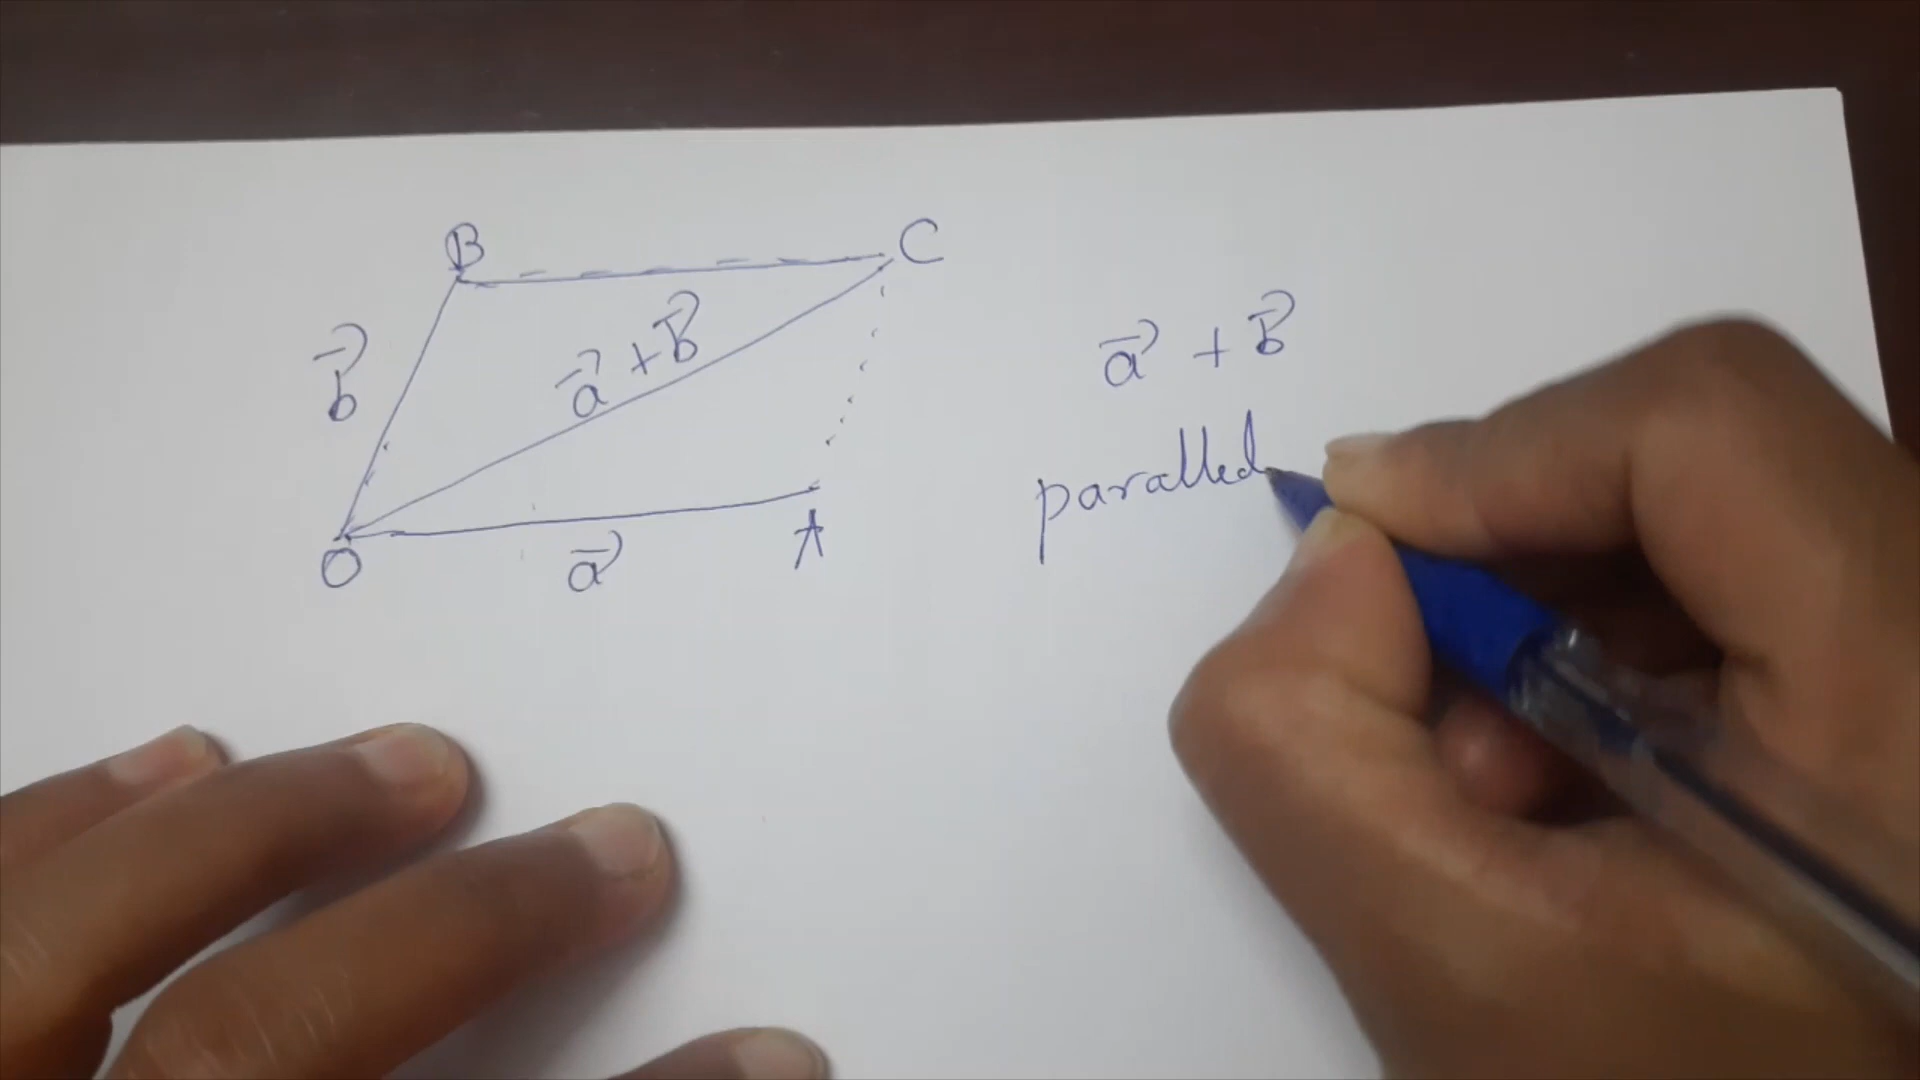 B
C
b⃗
a⃗ + b⃗
O
a⃗
A
a⃗ + b⃗
parallel